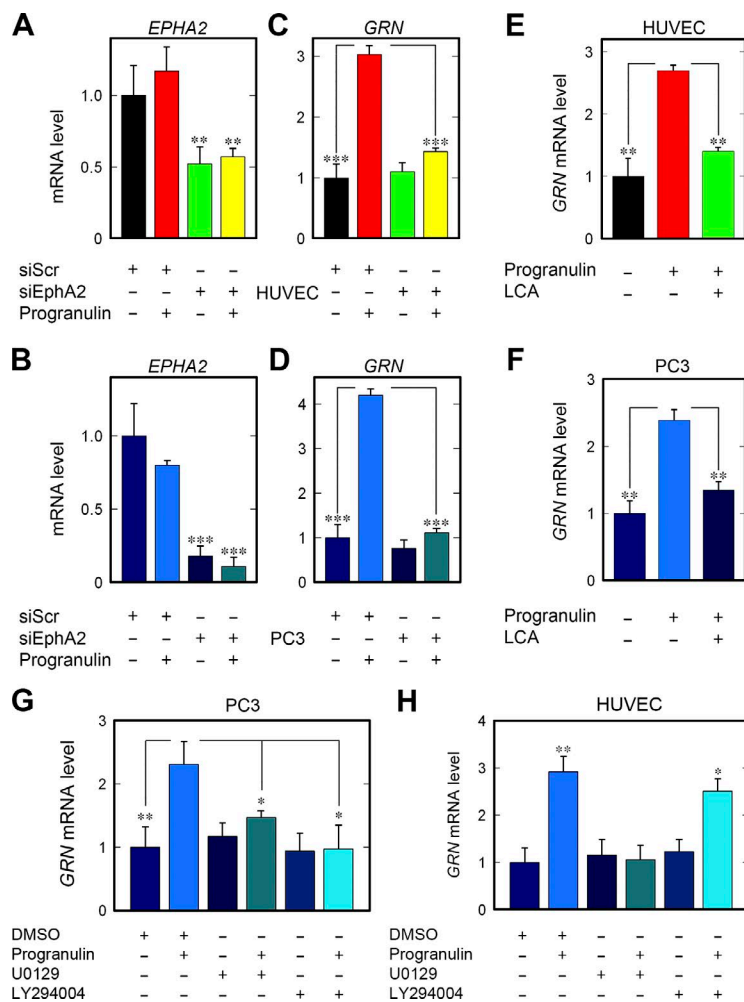 A
EPHA2
mRNA level
1.0
0.5
0
**
**
siScr + + – –
siEphA2 – – + +
Progranulin – + – +
C
GRN
3
2
1
0
***
***
HUVEC
+ + – –
– – + +
– + – +
E
HUVEC
GRN mRNA level
3
2
1
0
**
**
Progranulin – + +
LCA – – +
B
EPHA2
mRNA level
1.0
0.5
0
***
***
siScr + + – –
siEphA2 – – + +
Progranulin – + – +
D
GRN
4
3
2
1
0
***
***
PC3
+ + – –
– – + +
– + – +
F
PC3
GRN mRNA level
3
2
1
0
**
**
Progranulin – + +
LCA – – +
G
PC3
GRN mRNA level
3
2
1
0
**
*
*
DMSO + + – – – –
Progranulin – + – + – +
U0129 – – + + – –
LY294004 – – – – + +
H
HUVEC
GRN mRNA level
4
3
2
1
0
**
*
DMSO + + – – – –
Progranulin – + – + – +
U0129 – – + + – –
LY294004 – – – – + +